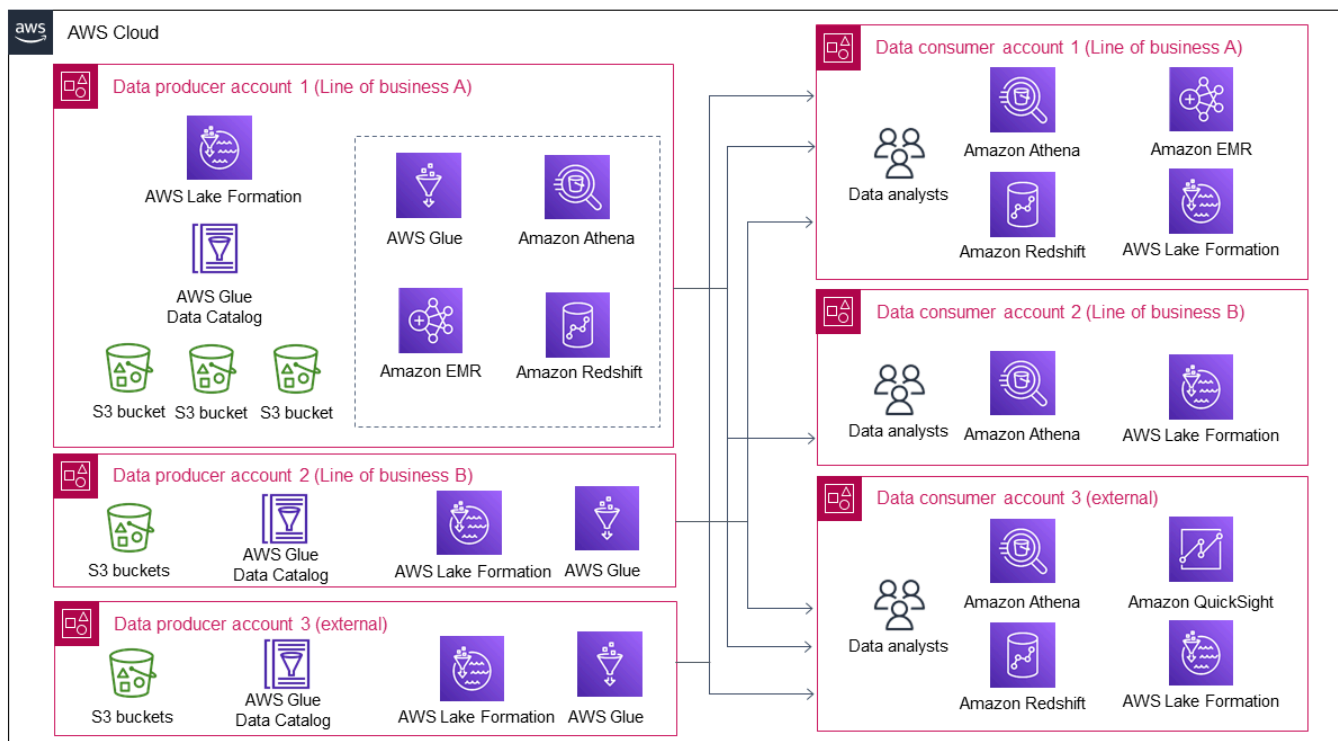 aws
AWS Cloud
Data producer account 1 (Line of business A)
AWS Lake Formation
AWS Glue
Data Catalog
S3 bucket
S3 bucket
S3 bucket
AWS Glue
Amazon Athena
Amazon EMR
Amazon Redshift
Data producer account 2 (Line of business B)
S3 buckets
AWS Glue
Data Catalog
AWS Lake Formation
AWS Glue
Data producer account 3 (external)
S3 buckets
AWS Glue
Data Catalog
AWS Lake Formation
AWS Glue
Data consumer account 1 (Line of business A)
Data analysts
Amazon Athena
Amazon EMR
Amazon Redshift
AWS Lake Formation
Data consumer account 2 (Line of business B)
Data analysts
Amazon Athena
AWS Lake Formation
Data consumer account 3 (external)
Data analysts
Amazon Athena
Amazon QuickSight
Amazon Redshift
AWS Lake Formation